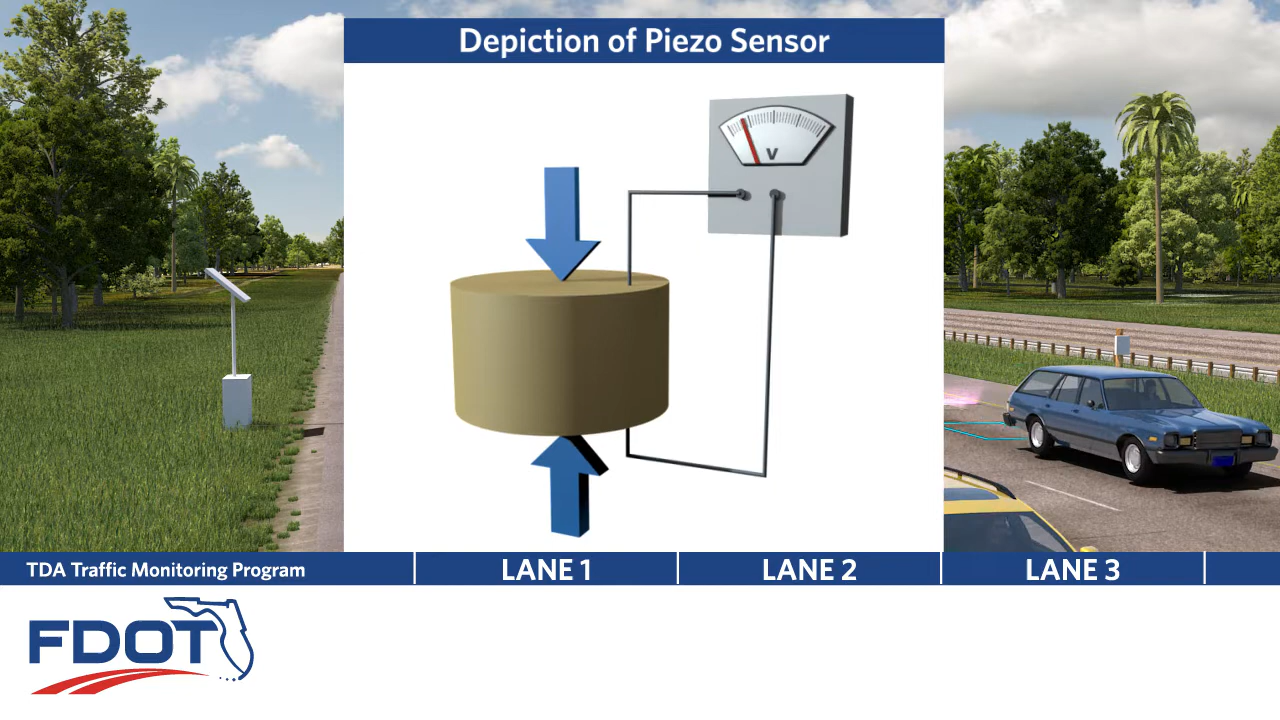 Depiction of Piezo Sensor
V
TDA Traffic Monitoring Program
LANE 1
LANE 2
LANE 3
FDOT